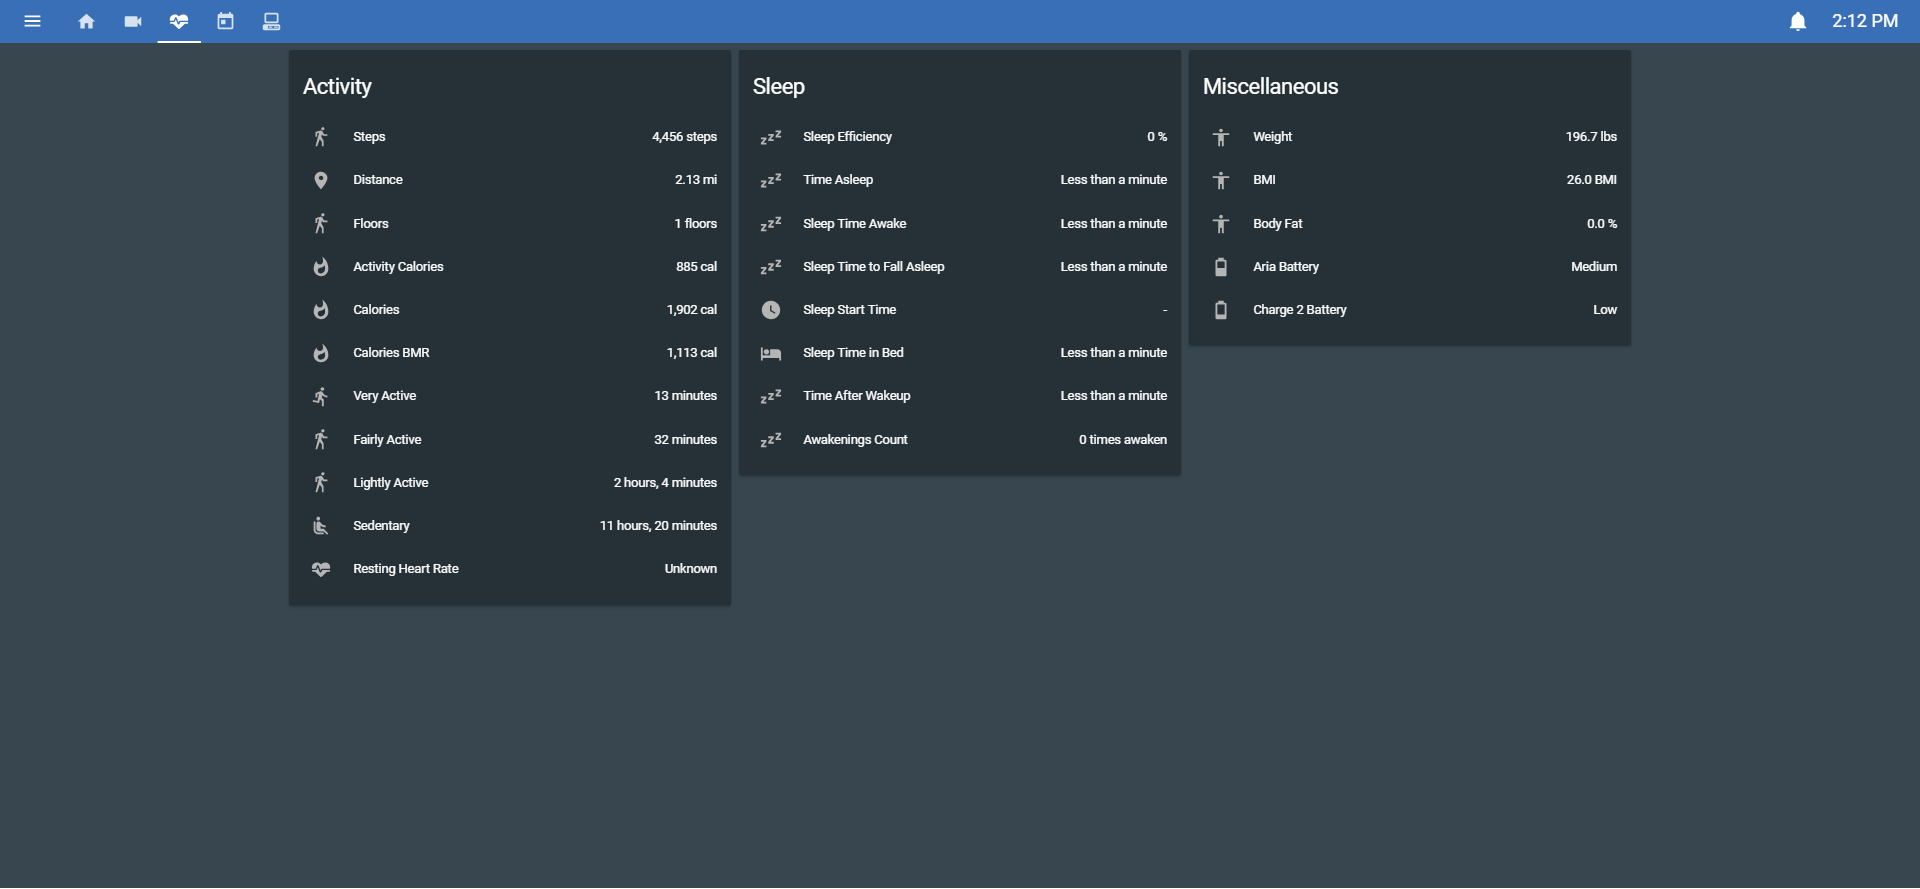 2:12 PM
Activity
Steps 4,456 steps
Distance 2.13 mi
Floors 1 floors
Activity Calories 885 cal
Calories 1,902 cal
Calories BMR 1,113 cal
Very Active 13 minutes
Fairly Active 32 minutes
Lightly Active 2 hours, 4 minutes
Sedentary 11 hours, 20 minutes
Resting Heart Rate Unknown
Sleep
Sleep Efficiency 0 %
Time Asleep Less than a minute
Sleep Time Awake Less than a minute
Sleep Time to Fall Asleep Less than a minute
Sleep Start Time -
Sleep Time in Bed Less than a minute
Time After Wakeup Less than a minute
Awakenings Count 0 times awaken
Miscellaneous
Weight 196.7 lbs
BMI 26.0 BMI
Body Fat 0.0 %
Aria Battery Medium
Charge 2 Battery Low